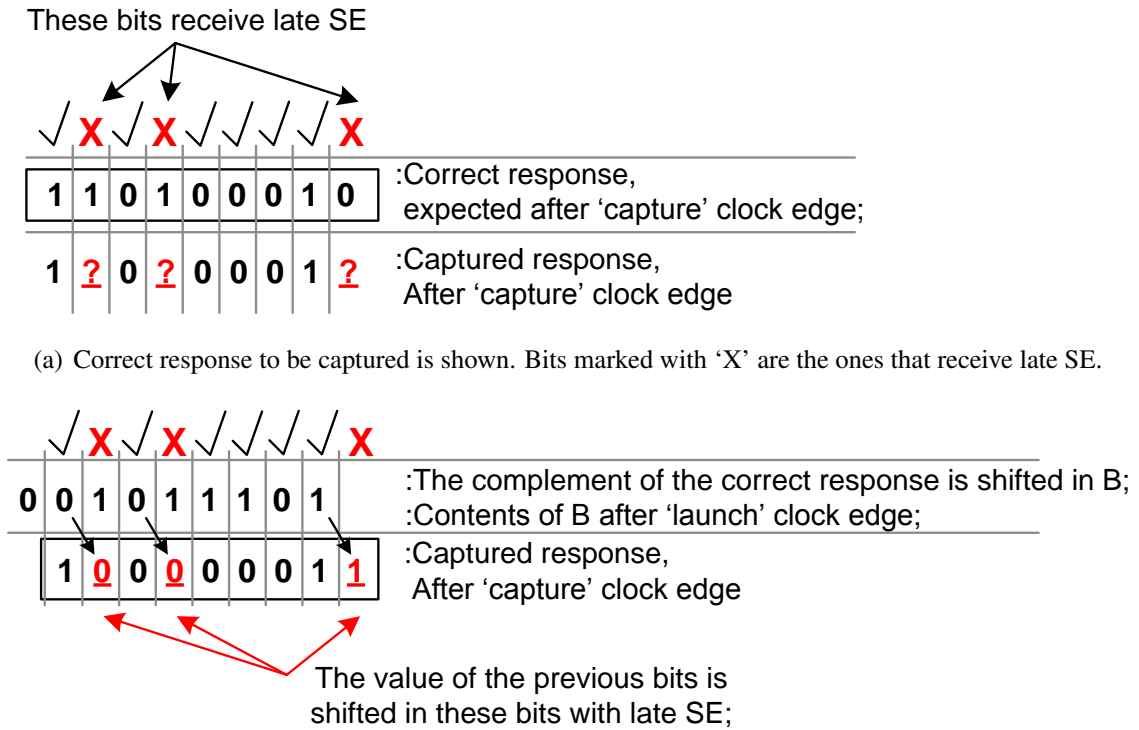 These bits receive late SE
X X X
1 1 0 1 0 0 0 1 0 :Correct response,
expected after ‘capture’ clock edge;
1 ? 0 ? 0 0 0 1 ? :Captured response,
After ‘capture’ clock edge
(a) Correct response to be captured is shown. Bits marked with ‘X’ are the ones that receive late SE.
X X X
0 0 1 0 1 1 1 0 1 :The complement of the correct response is shifted in B;
:Contents of B after ‘launch’ clock edge;
1 0 0 0 0 0 0 1 1 :Captured response,
After ‘capture’ clock edge
The value of the previous bits is
shifted in these bits with late SE;